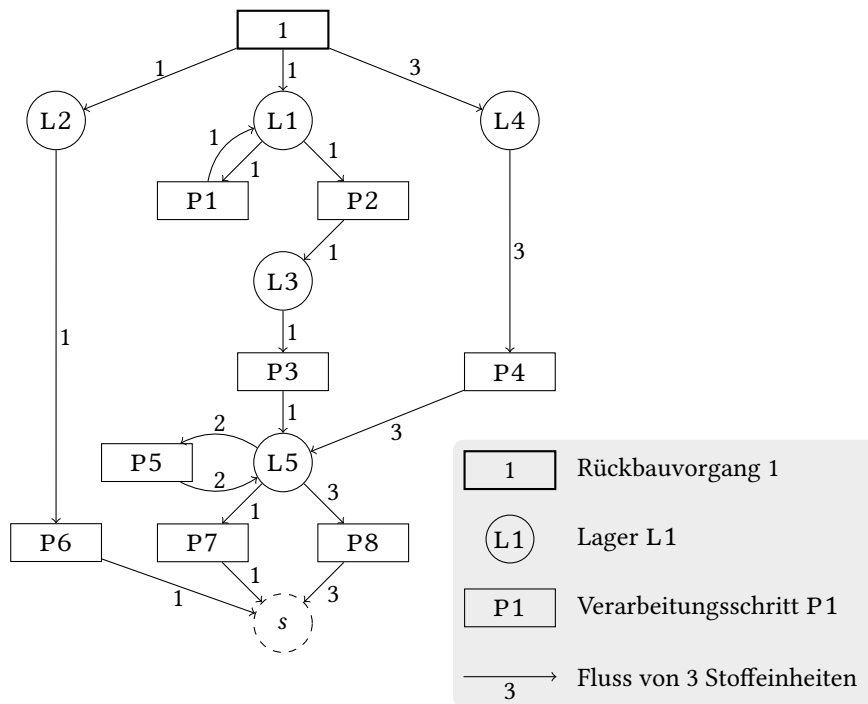 1
1
1
3
L2
L1
L4
1
1
1
P1
P2
3
1
L3
1
1
P3
P4
1
3
2
P5
L5
2
1
3
P6
P7
P8
1
1
3
s
1 Rückbauvorgang 1
L1 Lager L1
P1 Verarbeitungsschritt P1
3 Fluss von 3 Stoffeinheiten